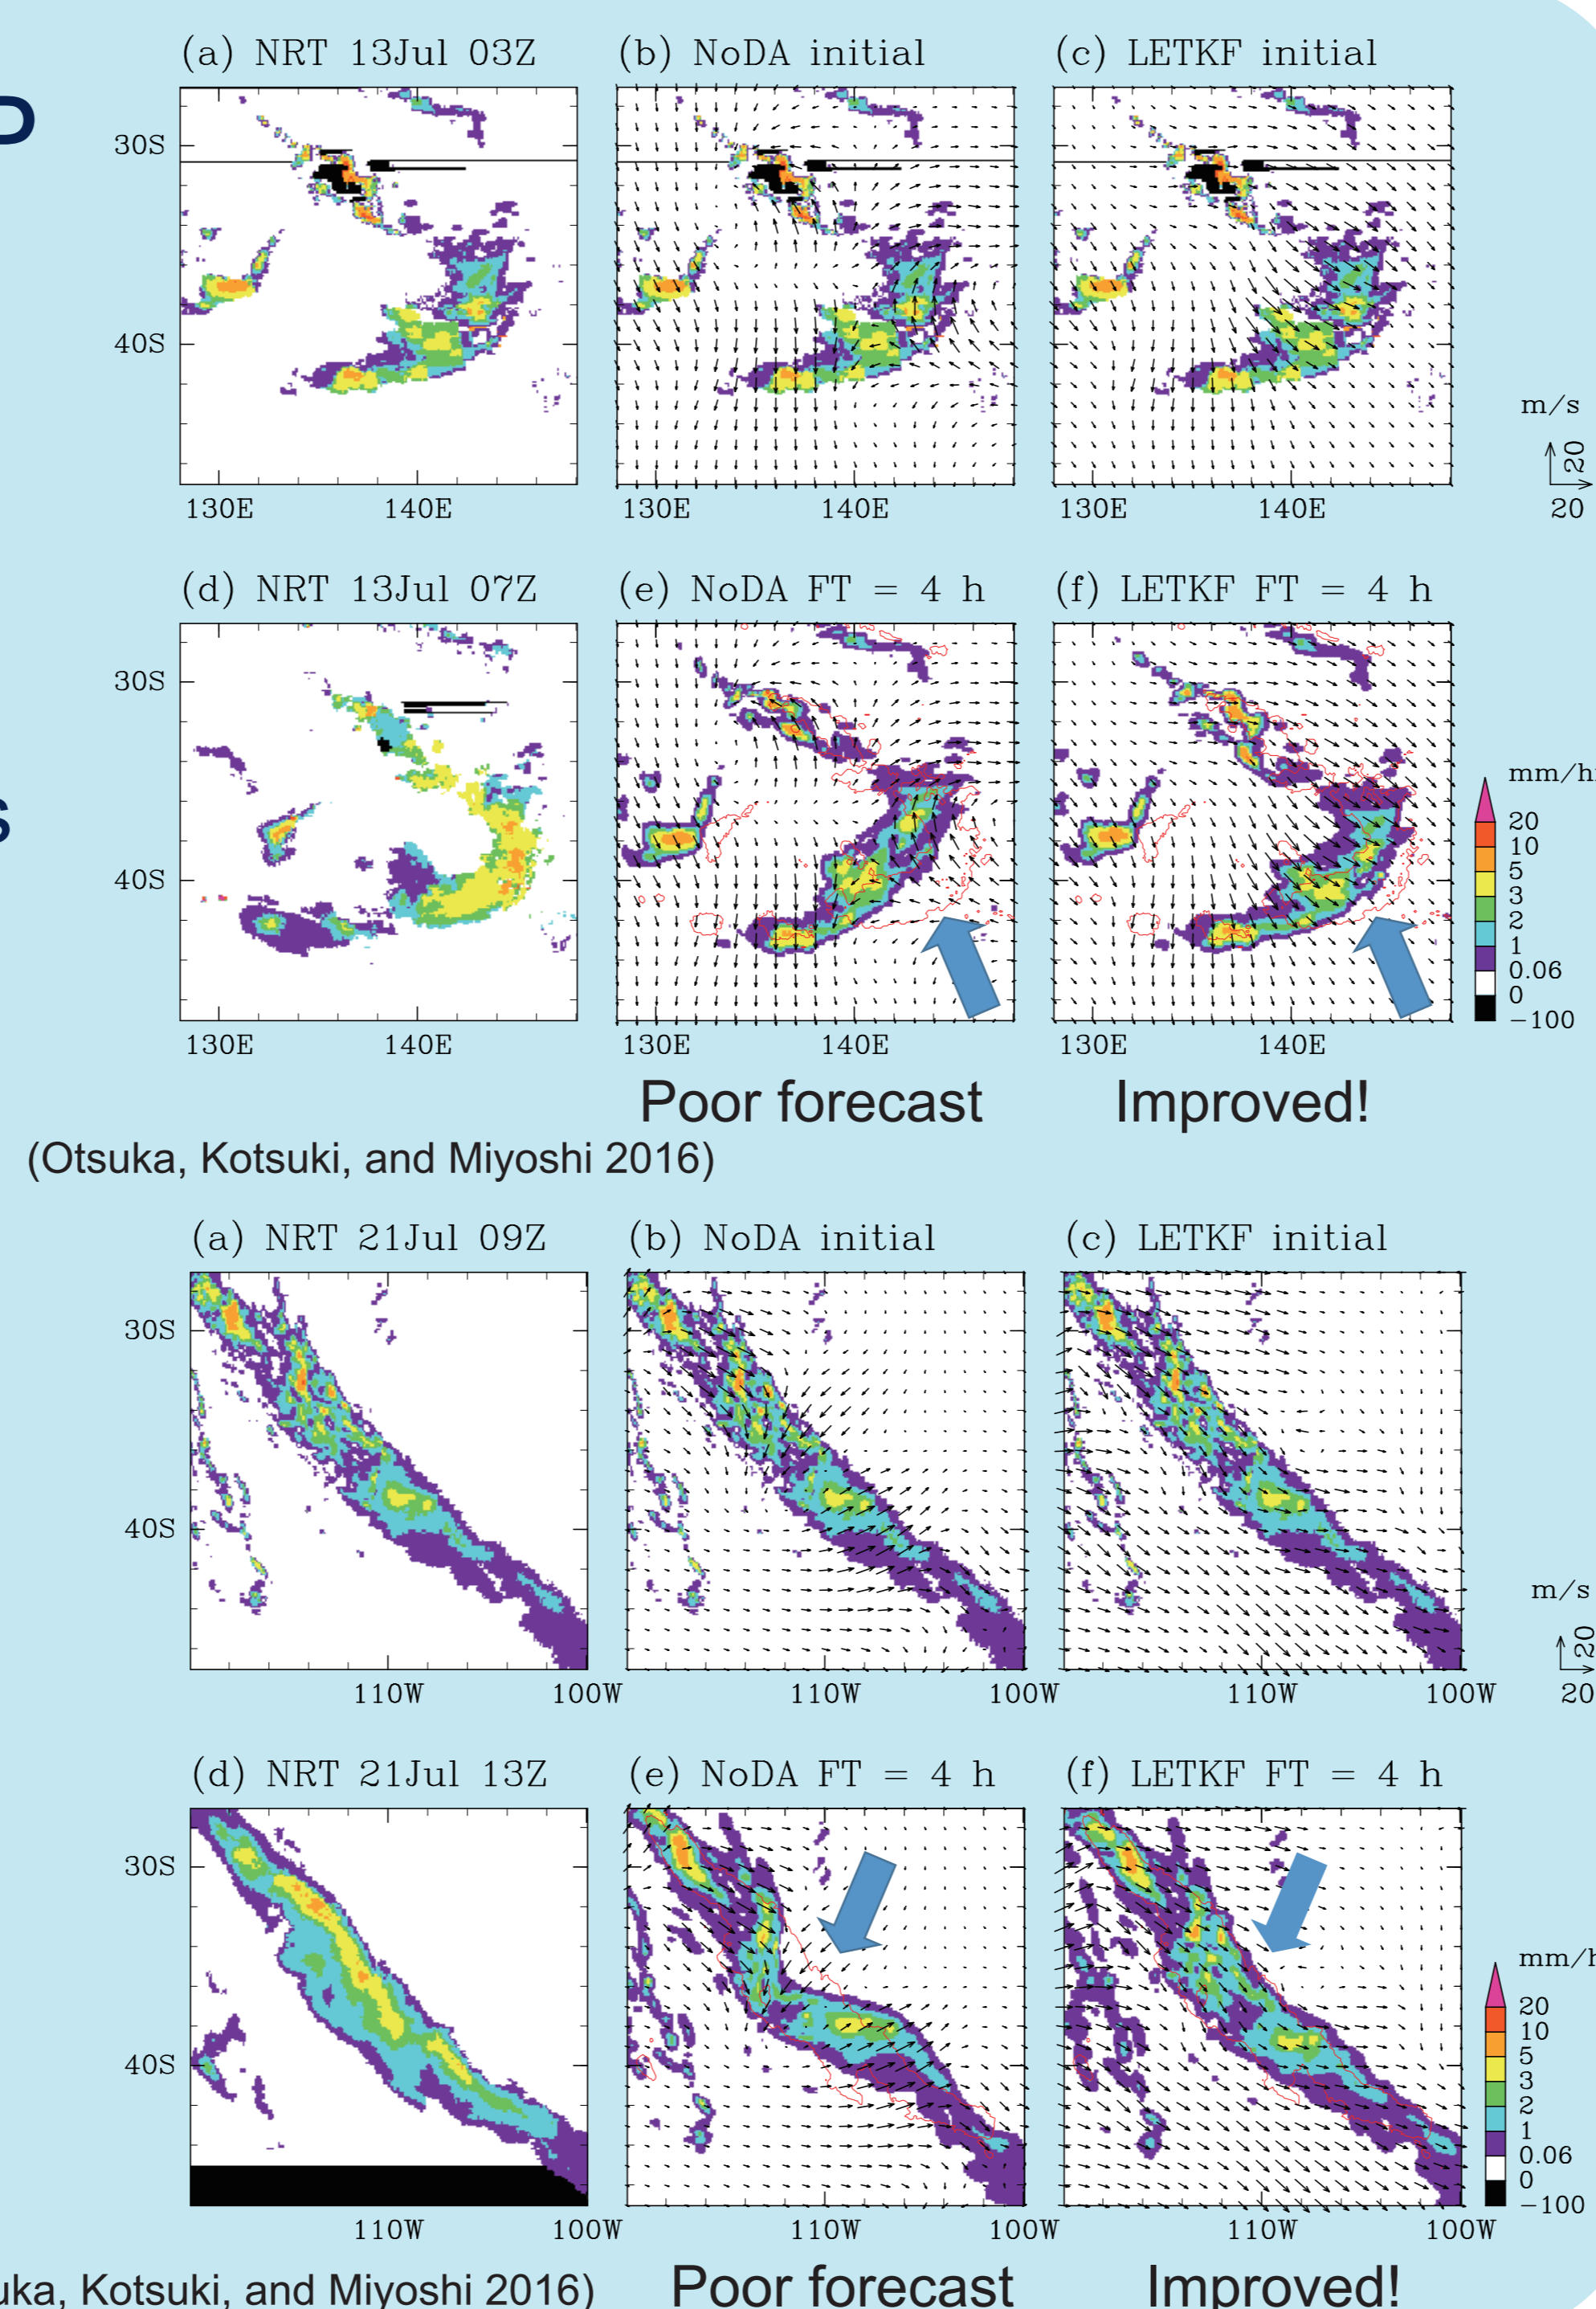 P
s
(a) NRT 13Jul 03Z
(b) NoDA initial
(c) LETKF initial
30S
40S
130E 140E
130E 140E
130E 140E
m/s
20
20
(d) NRT 13Jul 07Z
(e) NoDA FT = 4 h
(f) LETKF FT = 4 h
30S
40S
130E 140E
130E 140E
130E 140E
mm/h
20
10
5
3
2
1
0.06
0
−100
Poor forecast
Improved!
(Otsuka, Kotsuki, and Miyoshi 2016)
(a) NRT 21Jul 09Z
(b) NoDA initial
(c) LETKF initial
30S
40S
110W 100W
110W 100W
110W 100W
m/s
20
20
(d) NRT 21Jul 13Z
(e) NoDA FT = 4 h
(f) LETKF FT = 4 h
30S
40S
110W 100W
110W 100W
110W 100W
mm/h
20
10
5
3
2
1
0.06
0
−100
uka, Kotsuki, and Miyoshi 2016)
Poor forecast
Improved!